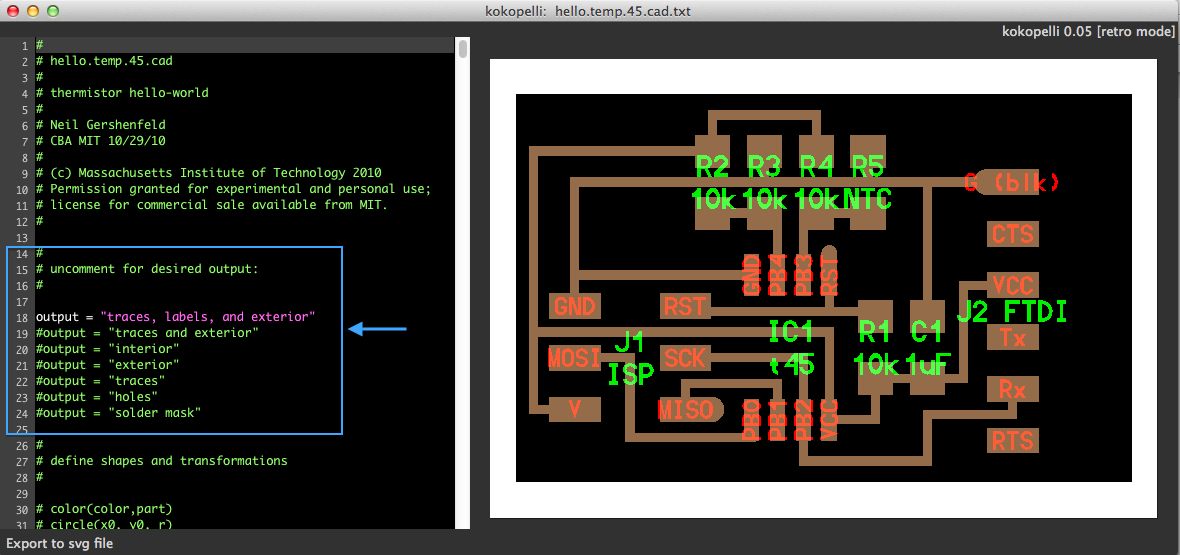 kokopelli:  hello.temp.45.cad.txt
kokopelli 0.05 [retro mode]
1 #
2 # hello.temp.45.cad
3 #
4 # thermistor hello-world
5 #
6 # Neil Gershenfeld
7 # CBA MIT 10/29/10
8 #
9 # (c) Massachusetts Institute of Technology 2010
10 # Permission granted for experimental and personal use;
11 # license for commercial sale available from MIT.
12 #
13
14 #
15 # uncomment for desired output:
16 #
17
18 output = "traces, labels, and exterior"
19 #output = "traces and exterior"
20 #output = "interior"
21 #output = "exterior"
22 #output = "traces"
23 #output = "holes"
24 #output = "solder mask"
25
26 #
27 # define shapes and transformations
28 #
29
30 # color(color,part)
31 # circle(x0, y0, r)
R2 R3 R4 R5
10k 10k 10k NTC
G (blk)
CTS
GND PB4 PB3 RST
VCC
GND RST
J2 FTDI
J1 IC1 R1 C1
Tx
MOSI SCK
ISP t45 10k 1uF
Rx
V MISO
PB0 PB1 PB2 VCC
RTS
Export to svg file